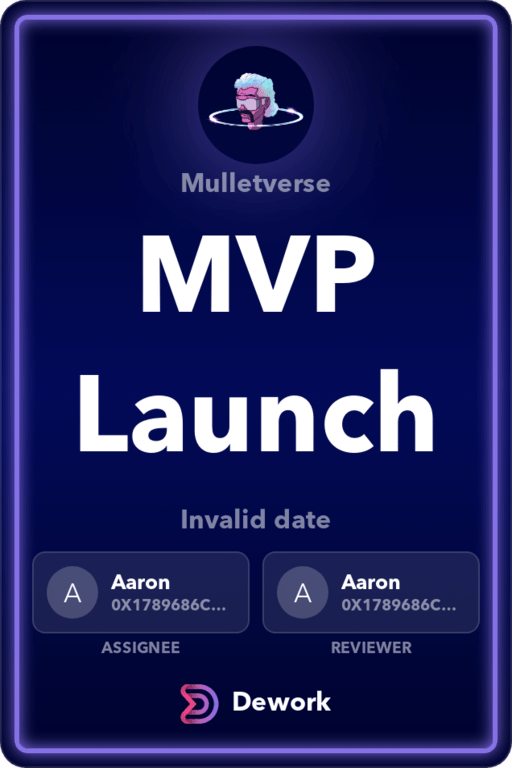 Mulletverse
MVP
Launch
Invalid date
A
Aaron
0X1789686C...
A
Aaron
0X1789686C...
ASSIGNEE
REVIEWER
Dework